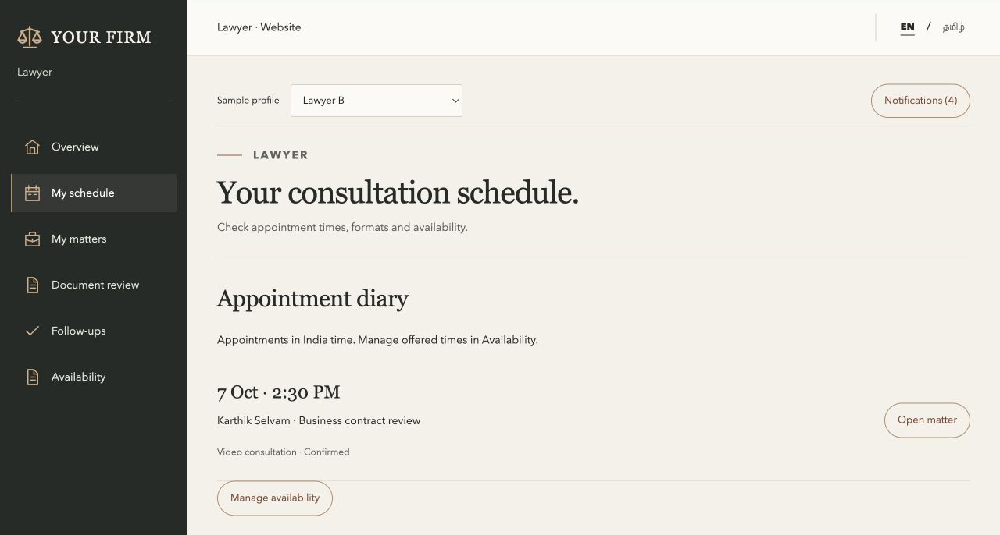 YOUR FIRM
Lawyer
Overview
My schedule
My matters
Document review
Follow-ups
Availability
Lawyer · Website
EN / தமிழ்
Sample profile
Lawyer B
Notifications (4)
LAWYER
Your consultation schedule.
Check appointment times, formats and availability.
Appointment diary
Appointments in India time. Manage offered times in Availability.
7 Oct · 2:30 PM
Karthik Selvam · Business contract review
Video consultation · Confirmed
Open matter
Manage availability